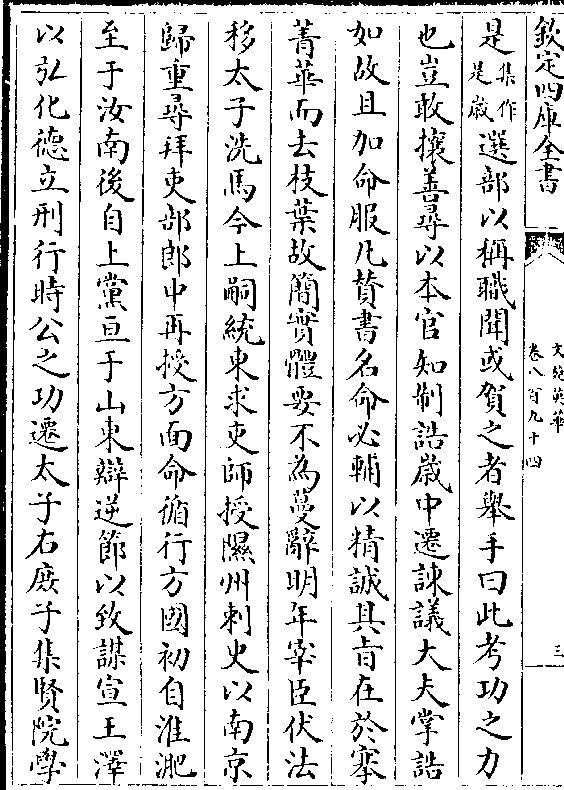 欽定四庫全書
文苑英華
卷八百九十四
三
是集作是歲選部以稱職聞或賀之者舉手曰此考功之力
也豈敢攘善尋以本官知制誥歲中遷諫議大夫掌誥
如故且加命服凡贊書名命必輔以精誠具旨在於搴
菁華而去枝葉故簡實體要不為蔓辭明年宰臣伏法
移太子洗馬今上嗣統東求吏師授隰州刺史以南京
歸重尋拜吏部郎中再授方面命循行方國初自淮淝
至于汝南後自上黨亘于山東辯逆節以致謀宣王澤
以弘化德立刑行時公之功遷太子右庶子集賢院學